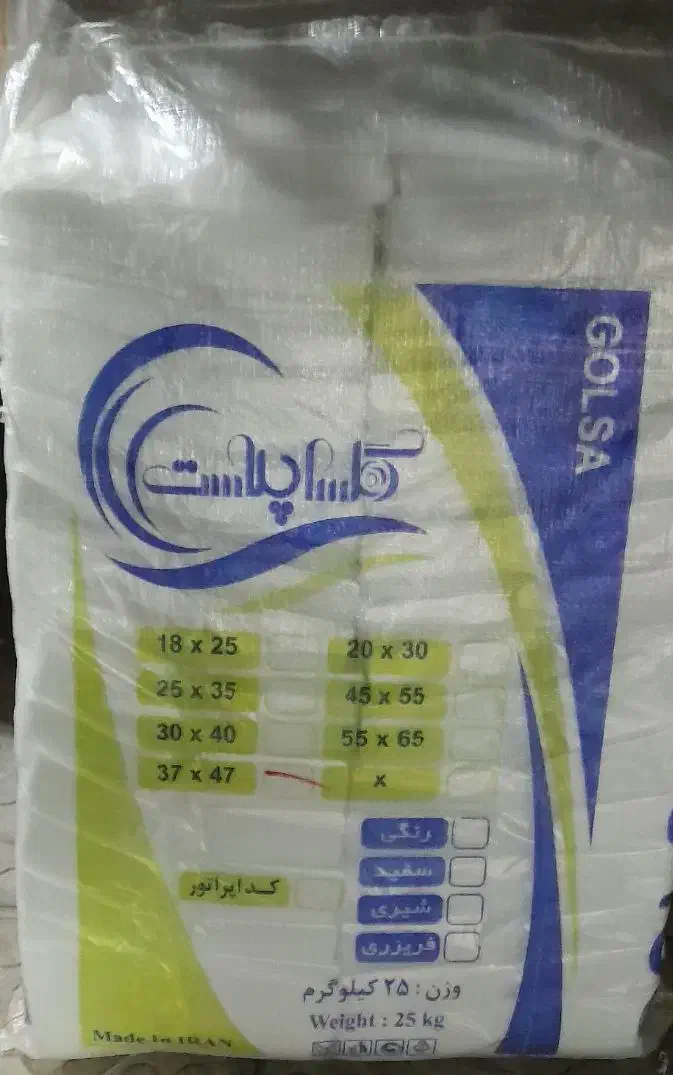 GOLSA
گلساپلاست
18 x 25
20 x 30
25 x 35
45 x 55
30 x 40
55 x 65
37 x 47
x
رنگی
سفید
کد اپراتور
شیری
فریزری
وزن : ۲۵ کیلوگرم
Weight : 25 kg
Made In IRAN